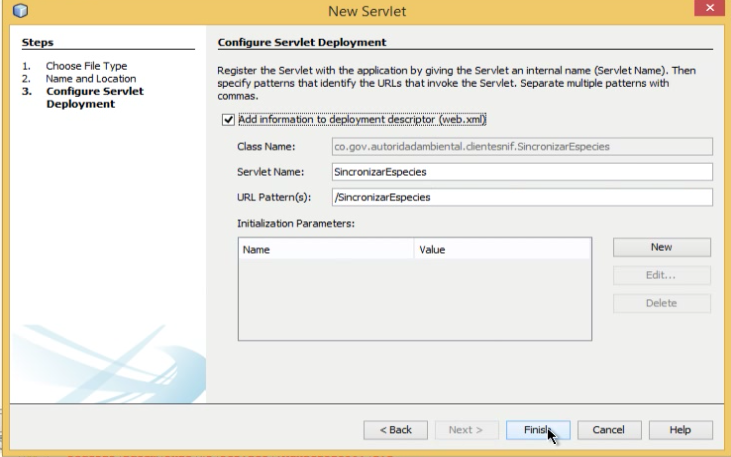 New Servlet
Steps
1. Choose File Type
2. Name and Location
3. Configure Servlet
Deployment
Configure Servlet Deployment
Register the Servlet with the application by giving the Servlet an internal name (Servlet Name). Then
specify patterns that identify the URLs that invoke the Servlet. Separate multiple patterns with
commas.
Add information to deployment descriptor (web.xml)
Class Name: co.gov.autoridadambiental.clientesnif.SincronizarEspecies
Servlet Name: SincronizarEspecies
URL Pattern(s): /SincronizarEspecies
Initialization Parameters:
Name Value
New
Edit...
Delete
< Back Next > Finish Cancel Help